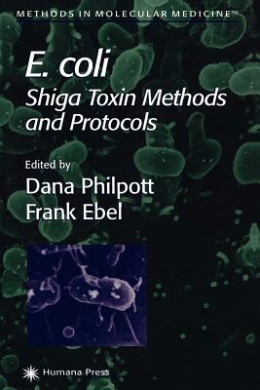 METHODS IN MOLECULAR MEDICINE™
E. coli
Shiga Toxin Methods
and Protocols
Edited by
Dana Philpott
Frank Ebel
Humana Press